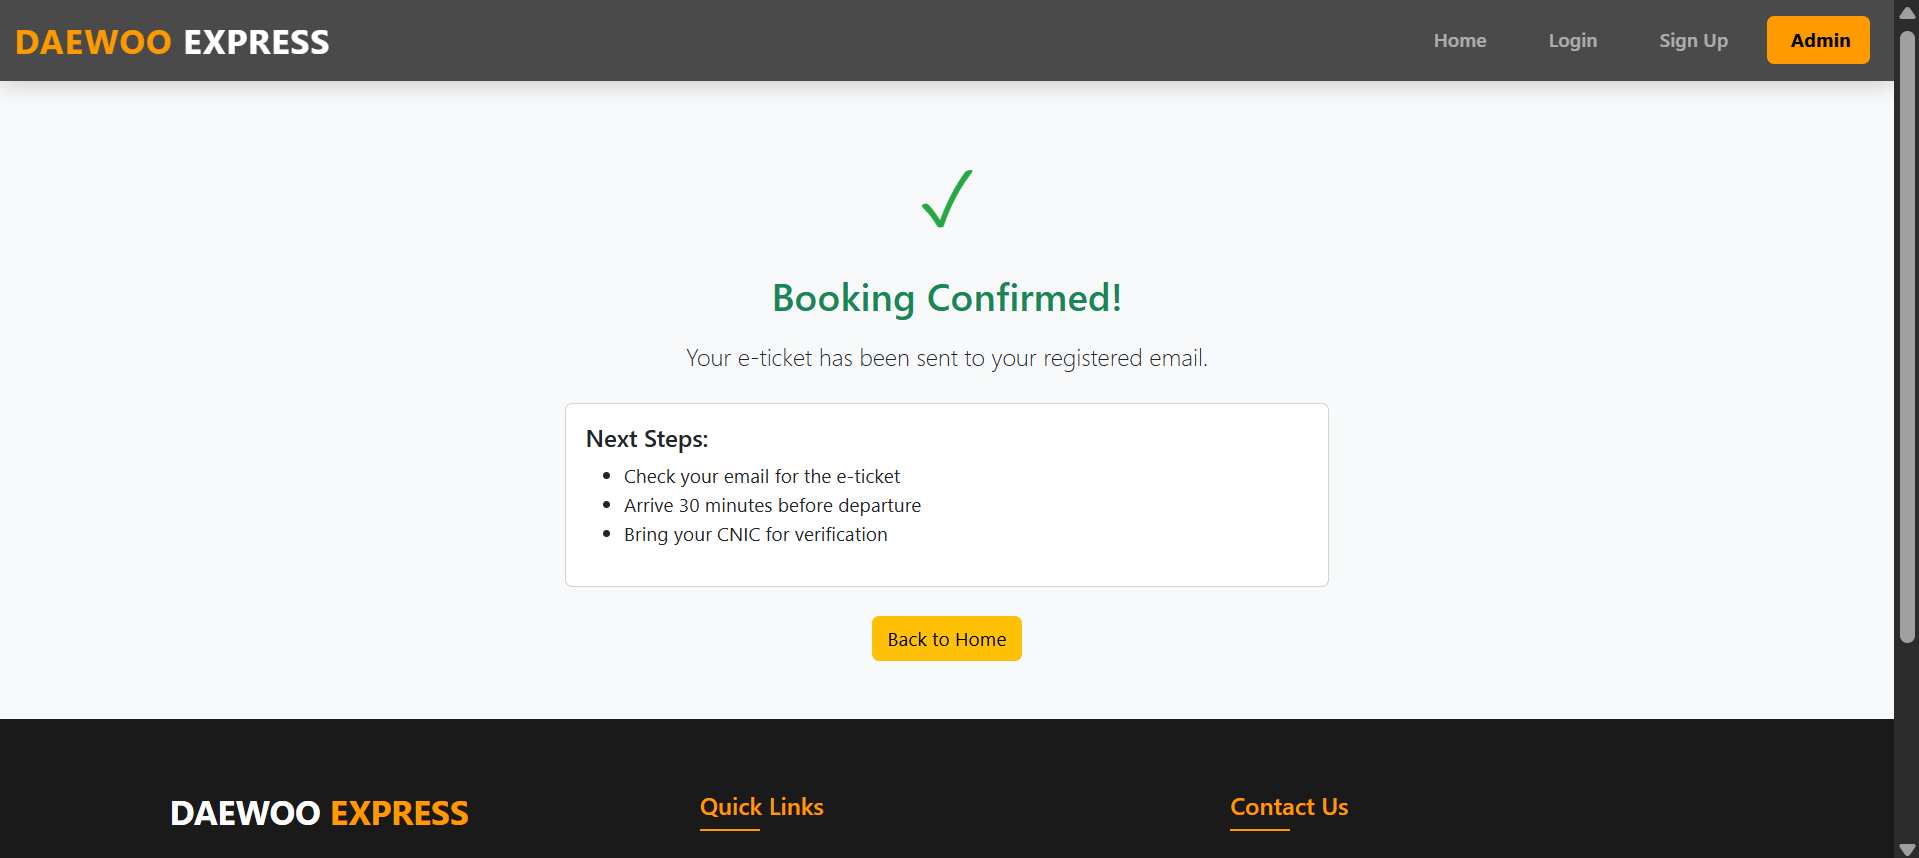 DAEWOO EXPRESS
Home
Login
Sign Up
Admin
Booking Confirmed!
Your e-ticket has been sent to your registered email.
Next Steps:
• Check your email for the e-ticket
• Arrive 30 minutes before departure
• Bring your CNIC for verification
Back to Home
DAEWOO EXPRESS
Quick Links
Contact Us